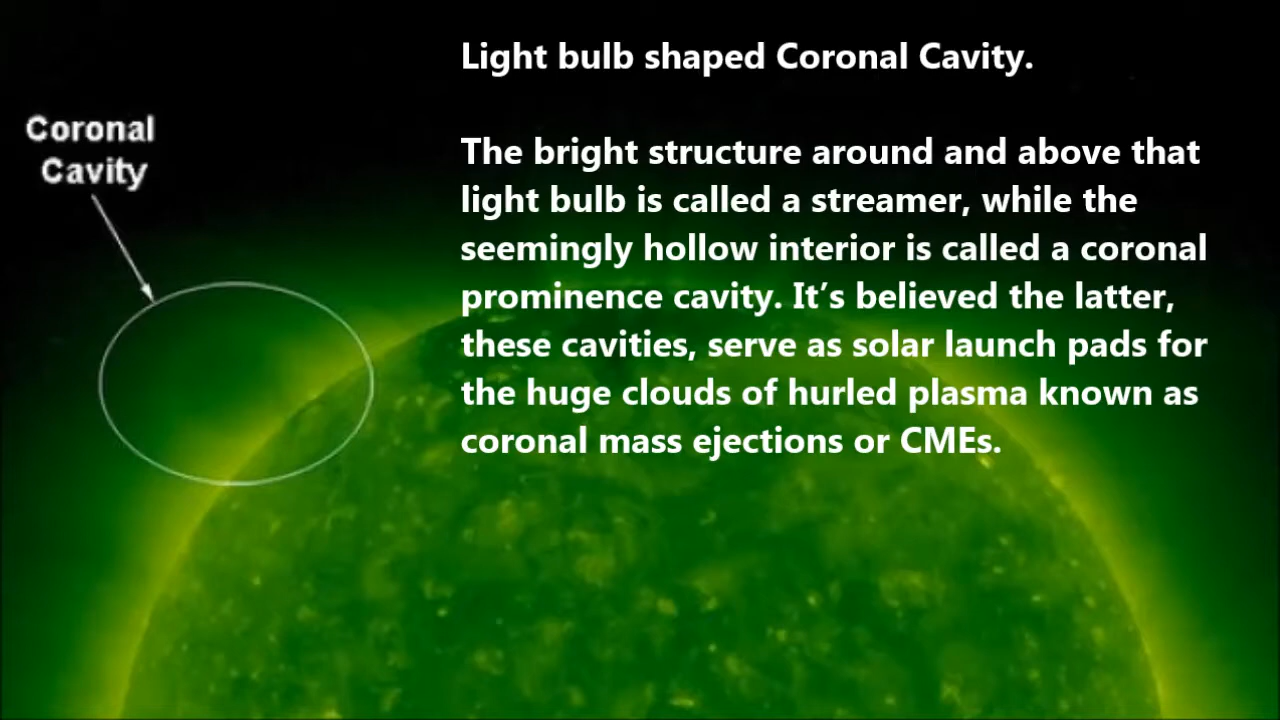 Coronal
Cavity
Light bulb shaped Coronal Cavity.
The bright structure around and above that
light bulb is called a streamer, while the
seemingly hollow interior is called a coronal
prominence cavity. It’s believed the latter,
these cavities, serve as solar launch pads for
the huge clouds of hurled plasma known as
coronal mass ejections or CMEs.